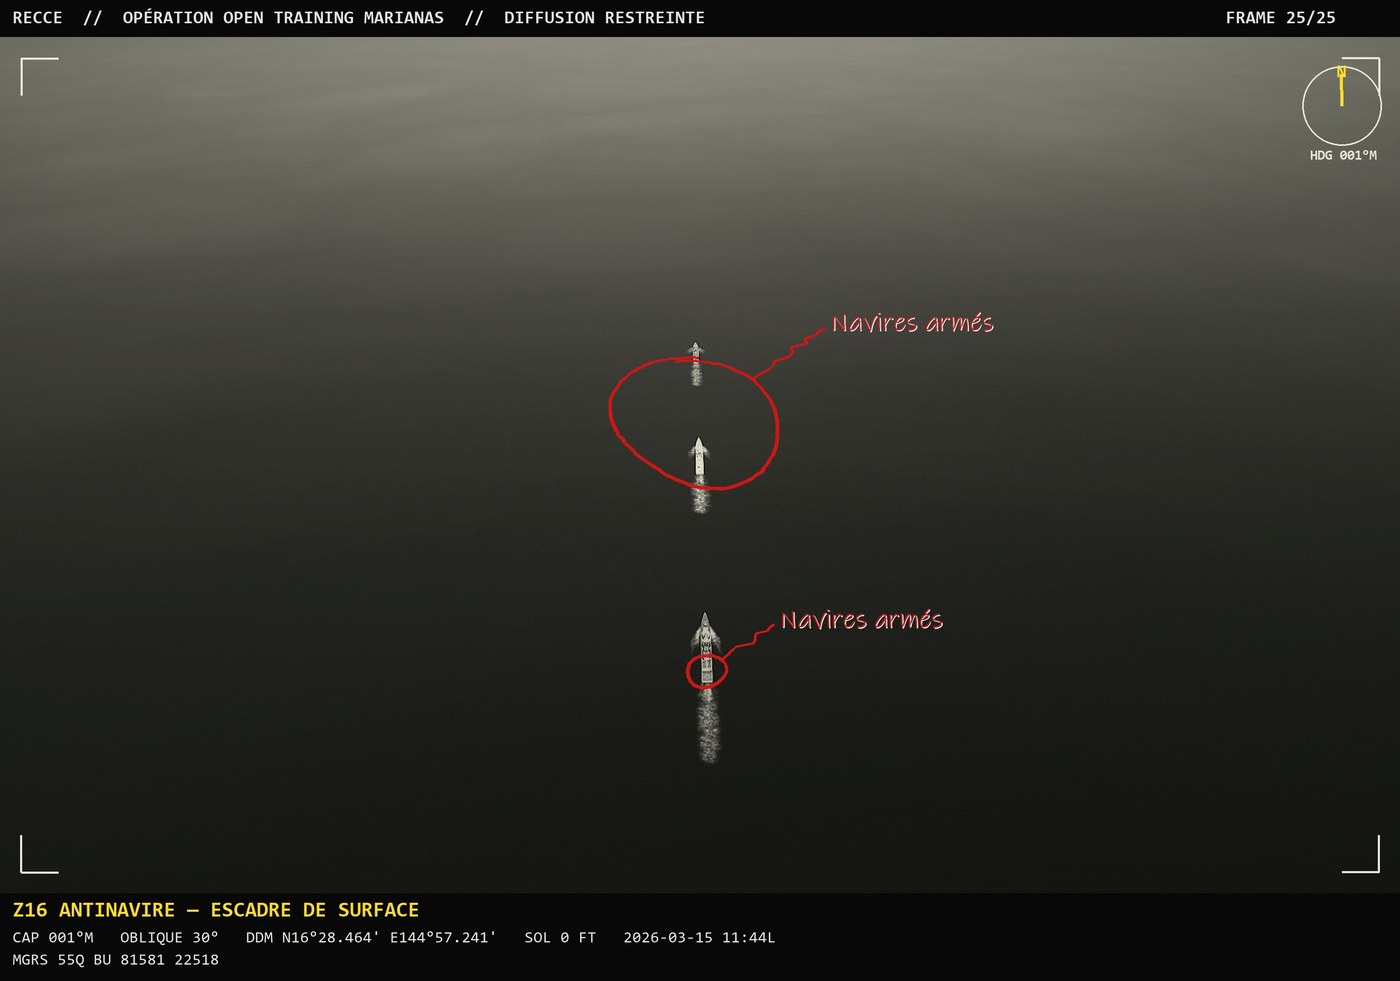 RECCE // OPÉRATION OPEN TRAINING MARIANAS // DIFFUSION RESTREINTE FRAME 25/25
N
HDG 001°M
Navires armés
Navires armés
Z16 ANTINAVIRE — ESCADRE DE SURFACE
CAP 001°M OBLIQUE 30° DDM N16°28.464' E144°57.241' SOL 0 FT 2026-03-15 11:44L
MGRS 55Q BU 81581 22518